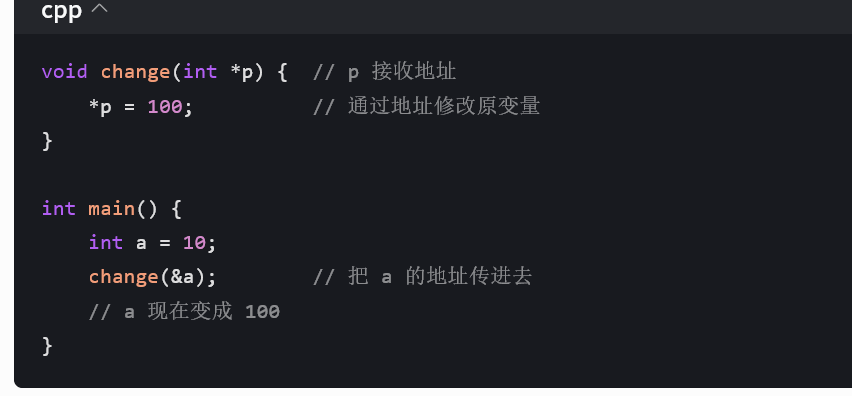 cpp
void change(int *p) {  // p 接收地址
    *p = 100;          // 通过地址修改原变量
}
int main() {
    int a = 10;
    change(&a);        // 把 a 的地址传进去
    // a 现在变成 100
}